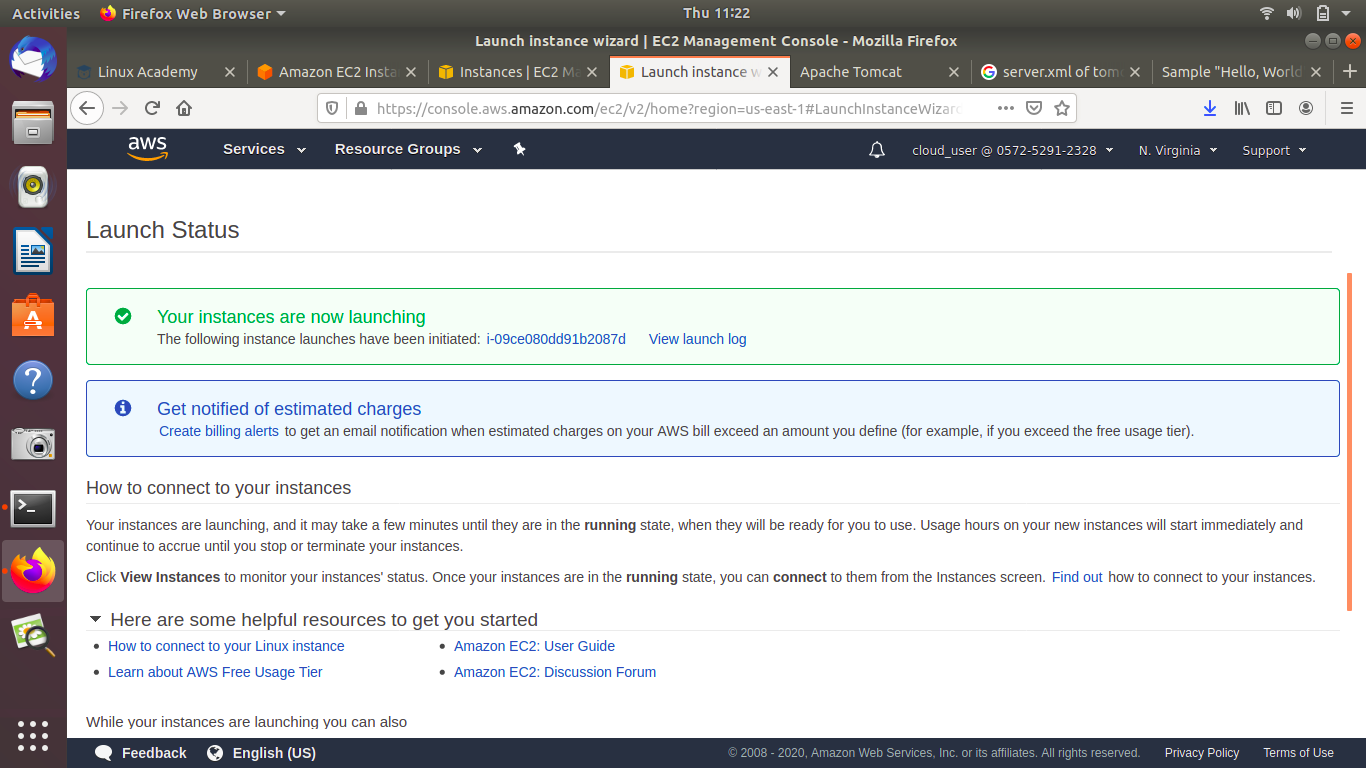 Activities Firefox Web Browser Thu 11:22
Launch instance wizard | EC2 Management Console - Mozilla Firefox
Linux Academy Amazon EC2 Insta Instances | EC2 Ma Launch instance w Apache Tomcat server.xml of tom Sample "Hello, World
https://console.aws.amazon.com/ec2/v2/home?region=us-east-1#LaunchInstanceWizard
aws Services Resource Groups cloud_user @ 0572-5291-2328 N. Virginia Support
Launch Status
Your instances are now launching
The following instance launches have been initiated: i-09ce080dd91b2087d View launch log
Get notified of estimated charges
Create billing alerts to get an email notification when estimated charges on your AWS bill exceed an amount you define (for example, if you exceed the free usage tier).
How to connect to your instances
Your instances are launching, and it may take a few minutes until they are in the running state, when they will be ready for you to use. Usage hours on your new instances will start immediately and
continue to accrue until you stop or terminate your instances.
Click View Instances to monitor your instances' status. Once your instances are in the running state, you can connect to them from the Instances screen. Find out how to connect to your instances.
Here are some helpful resources to get you started
• How to connect to your Linux instance • Amazon EC2: User Guide
• Learn about AWS Free Usage Tier • Amazon EC2: Discussion Forum
While your instances are launching you can also
Feedback English (US) © 2008 - 2020, Amazon Web Services, Inc. or its affiliates. All rights reserved. Privacy Policy Terms of Use